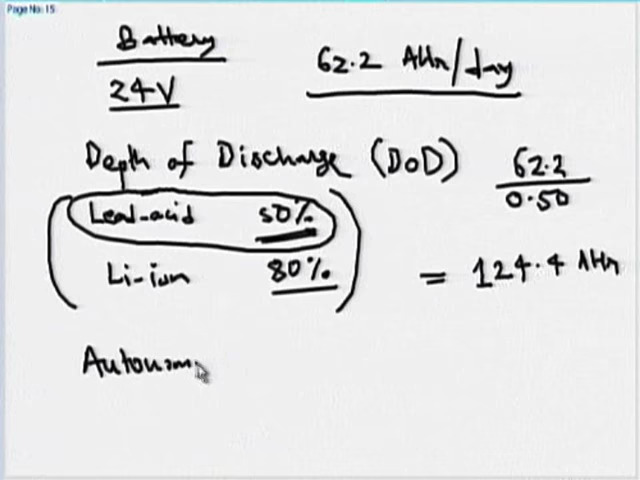 Page No: 15
Battery
24V
62.2 AHr/day
Depth of Discharge (DoD)
Lead-acid 50%
Li-ion 80%
62.2
0.50
= 124.4 AHr
Autonom